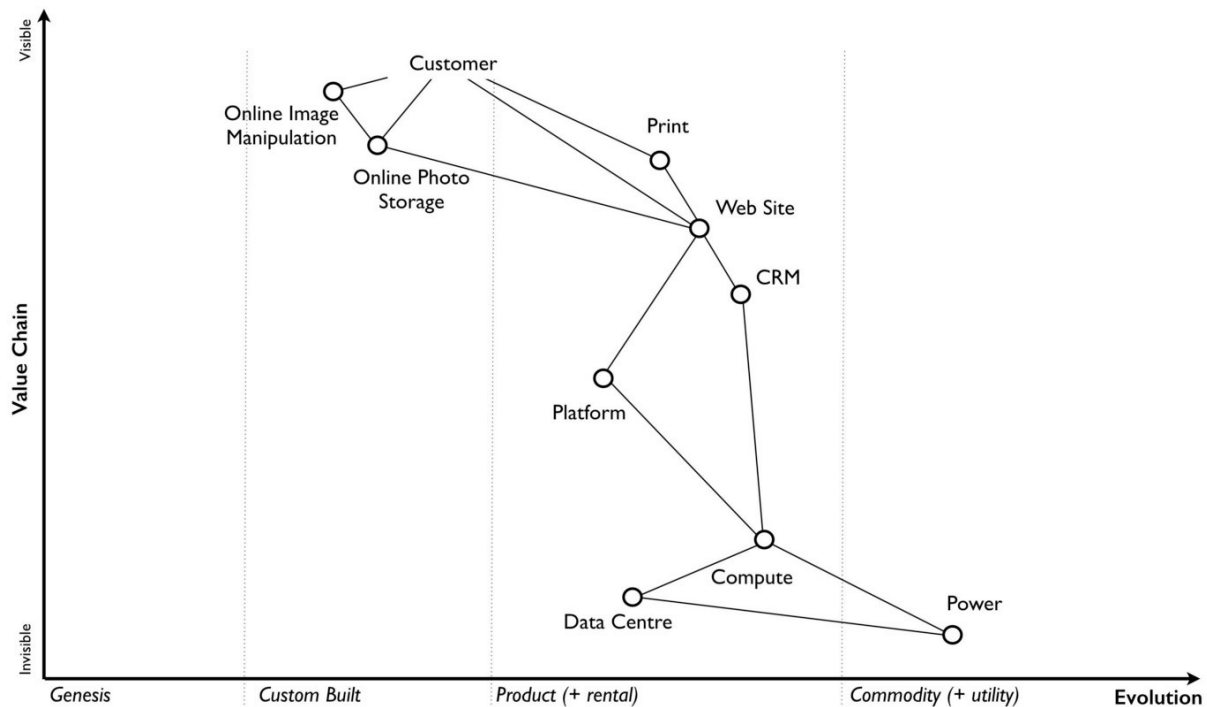 Visible
Customer
Online Image
Manipulation
Print
Online Photo
Storage
Web Site
CRM
Value Chain
Platform
Compute
Data Centre
Power
Invisible
Genesis
Custom Built
Product (+ rental)
Commodity (+ utility)
Evolution